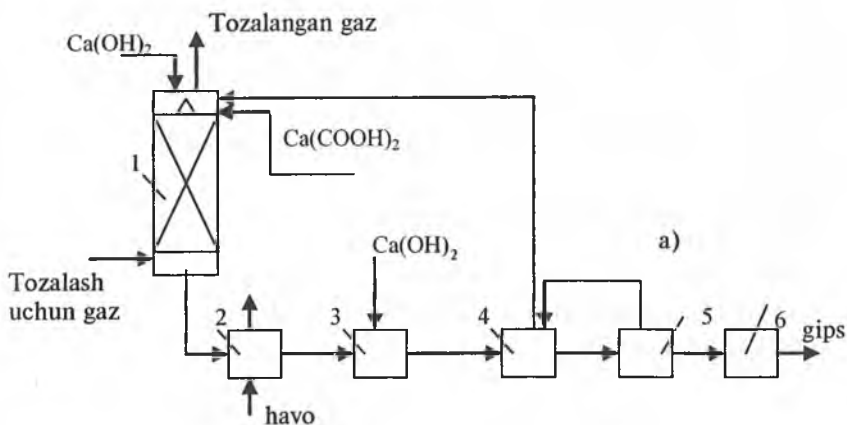 Tozalangan gaz
Ca(OH)₂
Ca(COOH)₂
1
a)
Ca(OH)₂
Tozalash
uchun gaz
2
3
4
5
6
gips
havo